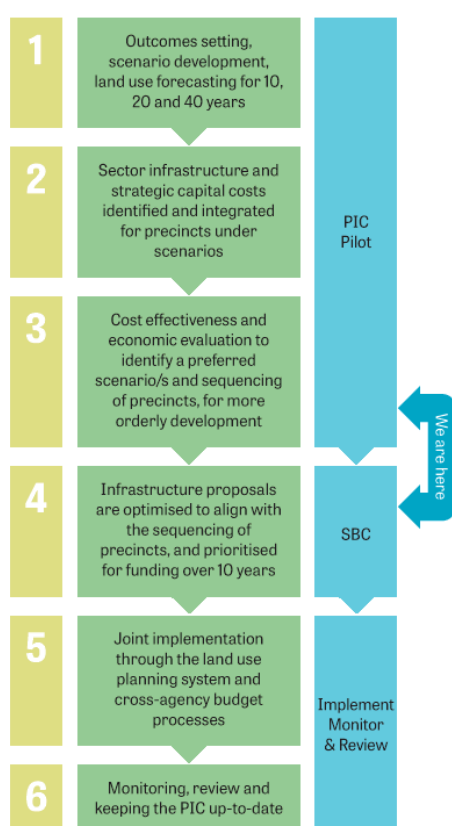 1
Outcomes setting,
scenario development,
land use forecasting for 10,
20 and 40 years
2
Sector infrastructure and
strategic capital costs
identified and integrated
for precincts under
scenarios
PIC
Pilot
3
Cost effectiveness and
economic evaluation to
identify a preferred
scenario/s and sequencing
of precincts, for more
orderly development
We are here
4
Infrastructure proposals
are optimised to align with
the sequencing of
precincts, and prioritised
for funding over 10 years
SBC
5
Joint implementation
through the land use
planning system and
cross-agency budget
processes
Implement
Monitor
& Review
6
Monitoring, review and
keeping the PIC up-to-date